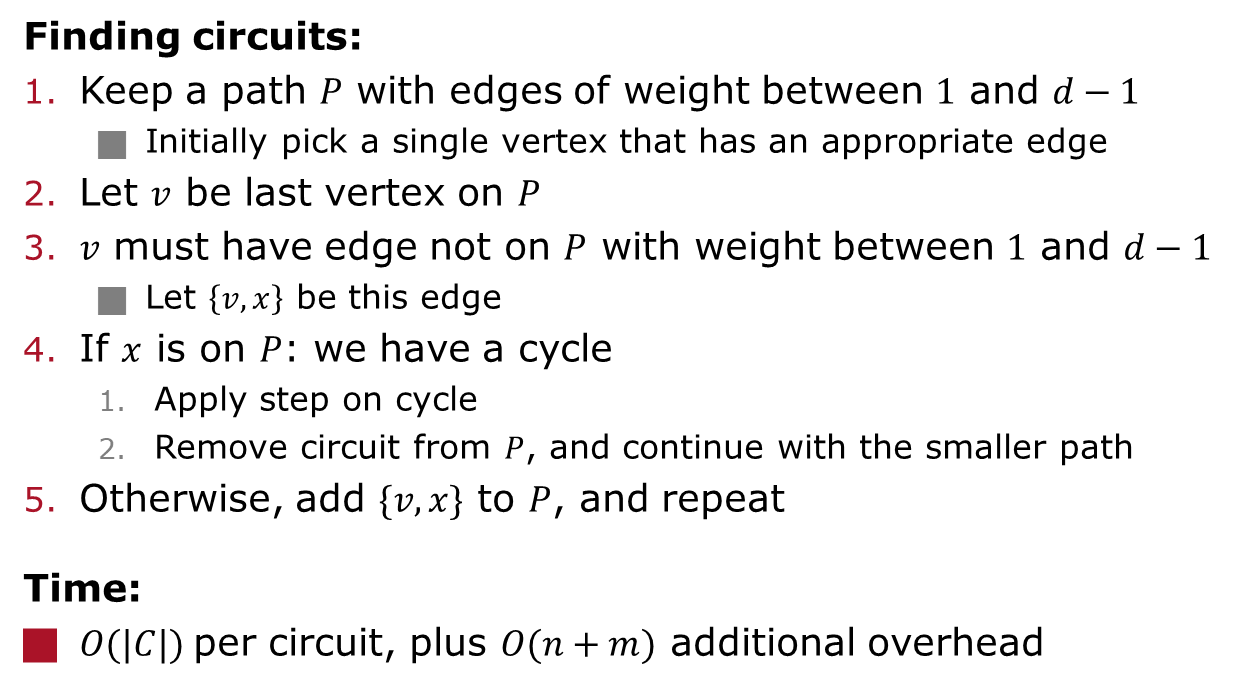 Finding circuits:
1. Keep a path P with edges of weight between 1 and d − 1
Initially pick a single vertex that has an appropriate edge
2. Let v be last vertex on P
3. v must have edge not on P with weight between 1 and d − 1
Let {v, x} be this edge
4. If x is on P: we have a cycle
1. Apply step on cycle
2. Remove circuit from P, and continue with the smaller path
5. Otherwise, add {v, x} to P, and repeat
Time:
O(|C|) per circuit, plus O(n + m) additional overhead